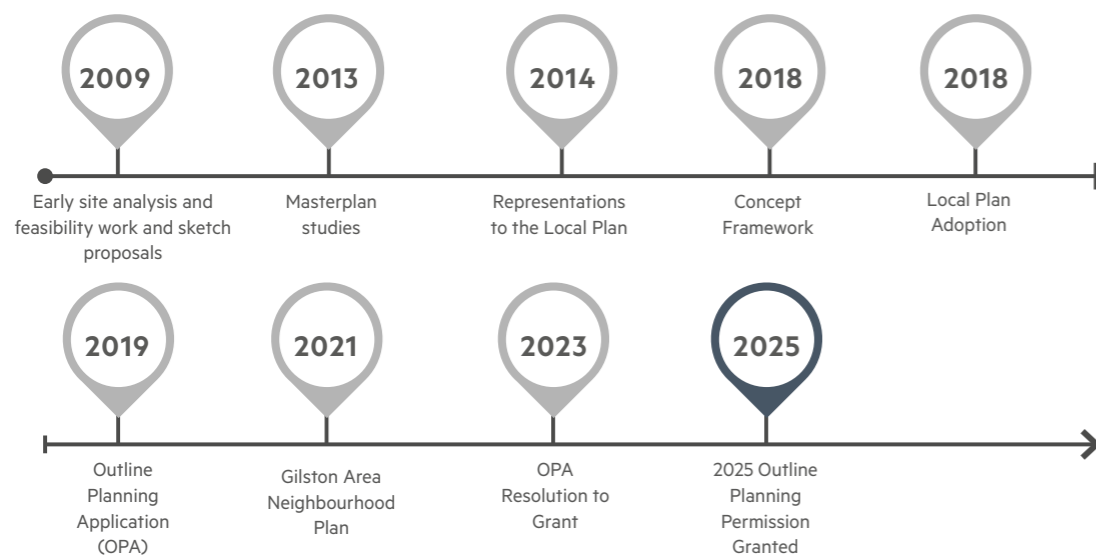 2009
2013
2014
2018
2018
Early site analysis and
feasibility work and sketch
proposals
Masterplan
studies
Representations
to the Local Plan
Concept
Framework
Local Plan
Adoption
2019
2021
2023
2025
Outline
Planning
Application
(OPA)
Gilston Area
Neighbourhood
Plan
OPA
Resolution to
Grant
2025 Outline
Planning
Permission
Granted